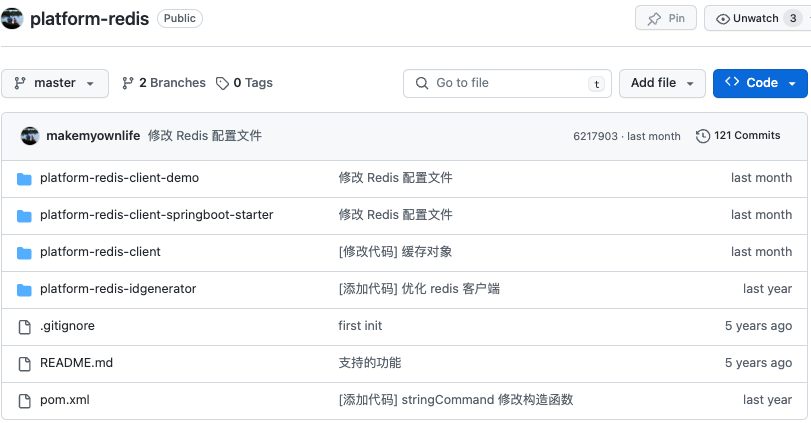 platform-redis Public Pin Unwatch 3
master 2 Branches 0 Tags Go to file t Add file Code
makemyownlife 修改 Redis 配置文件 6217903 · last month 121 Commits
platform-redis-client-demo 修改 Redis 配置文件 last month
platform-redis-client-springboot-starter 修改 Redis 配置文件 last month
platform-redis-client [修改代码] 缓存对象 last month
platform-redis-idgenerator [添加代码] 优化 redis 客户端 last year
.gitignore first init 5 years ago
README.md 支持的功能 5 years ago
pom.xml [添加代码] stringCommand 修改构造函数 last year